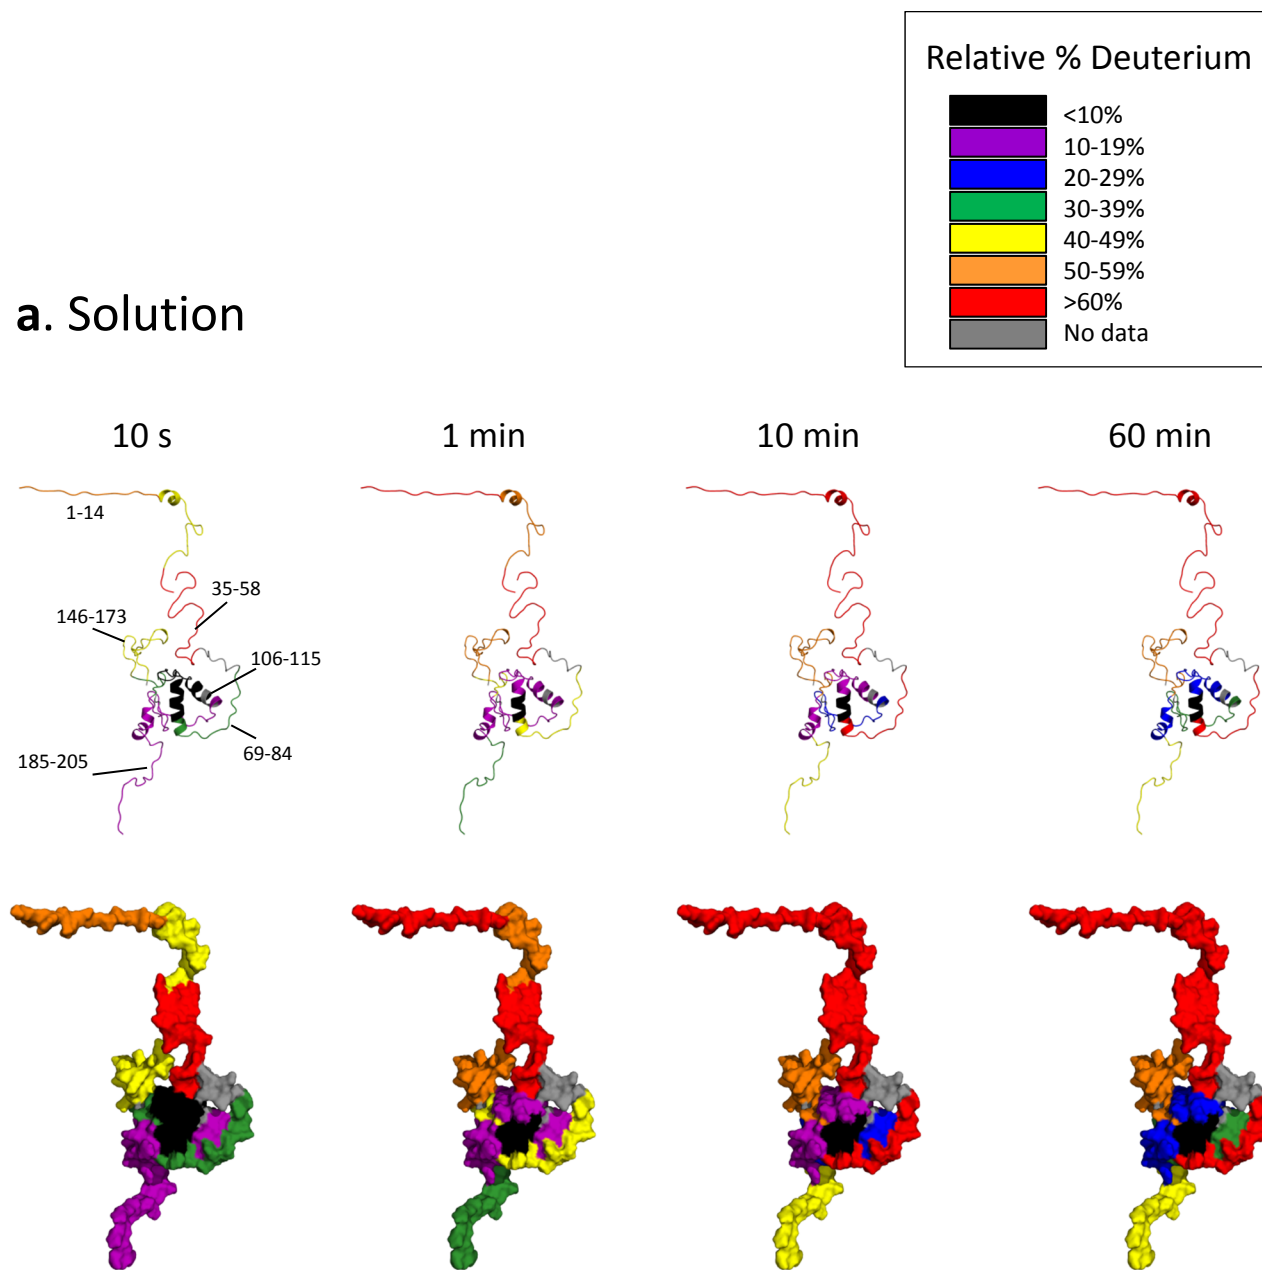 Relative % Deuterium
<10%
10-19%
20-29%
30-39%
40-49%
50-59%
>60%
No data
a. Solution
10 s
1 min
10 min
60 min
1-14
35-58
146-173
106-115
69-84
185-205